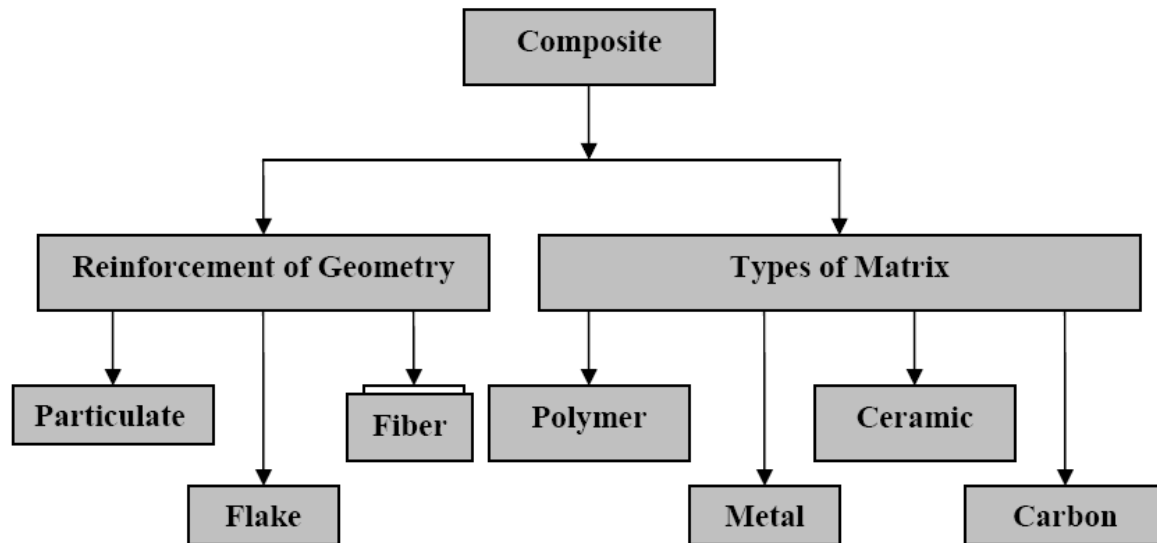 Composite
Reinforcement of Geometry
Types of Matrix
Particulate
Fiber
Polymer
Ceramic
Flake
Metal
Carbon